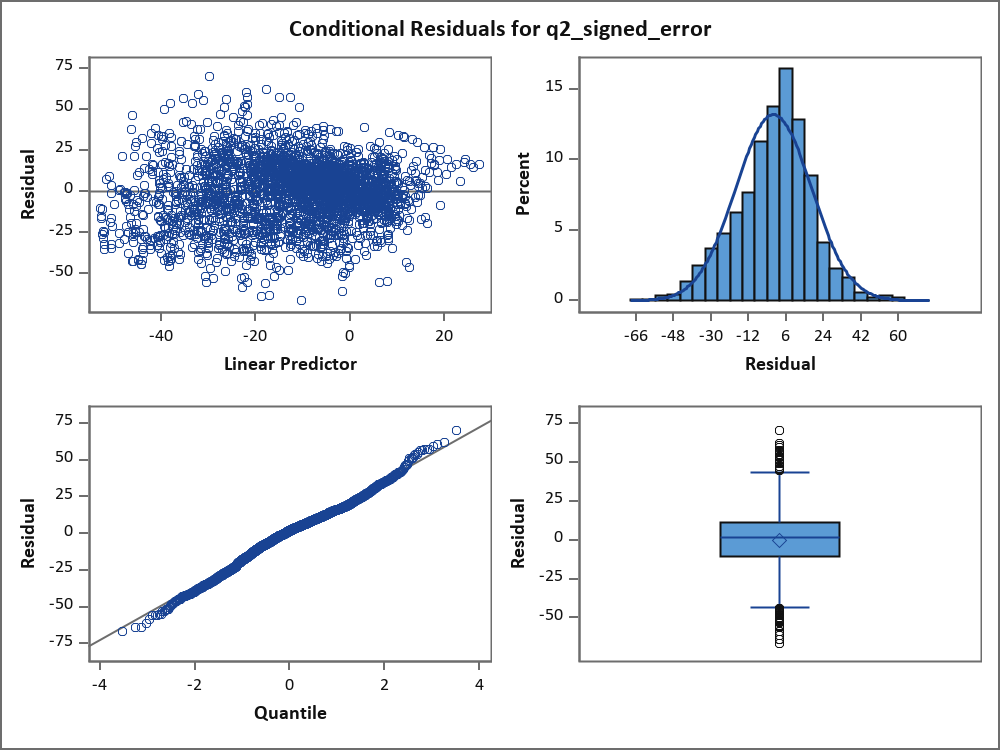 Conditional Residuals for q2_signed_error
75
50
25
0
-25
-50
Residual
-40 -20 0 20
Linear Predictor
15
10
5
0
Percent
-66 -48 -30 -12 6 24 42 60
Residual
75
50
25
0
-25
-50
-75
Residual
-4 -2 0 2 4
Quantile
75
50
25
0
-25
-50
Residual